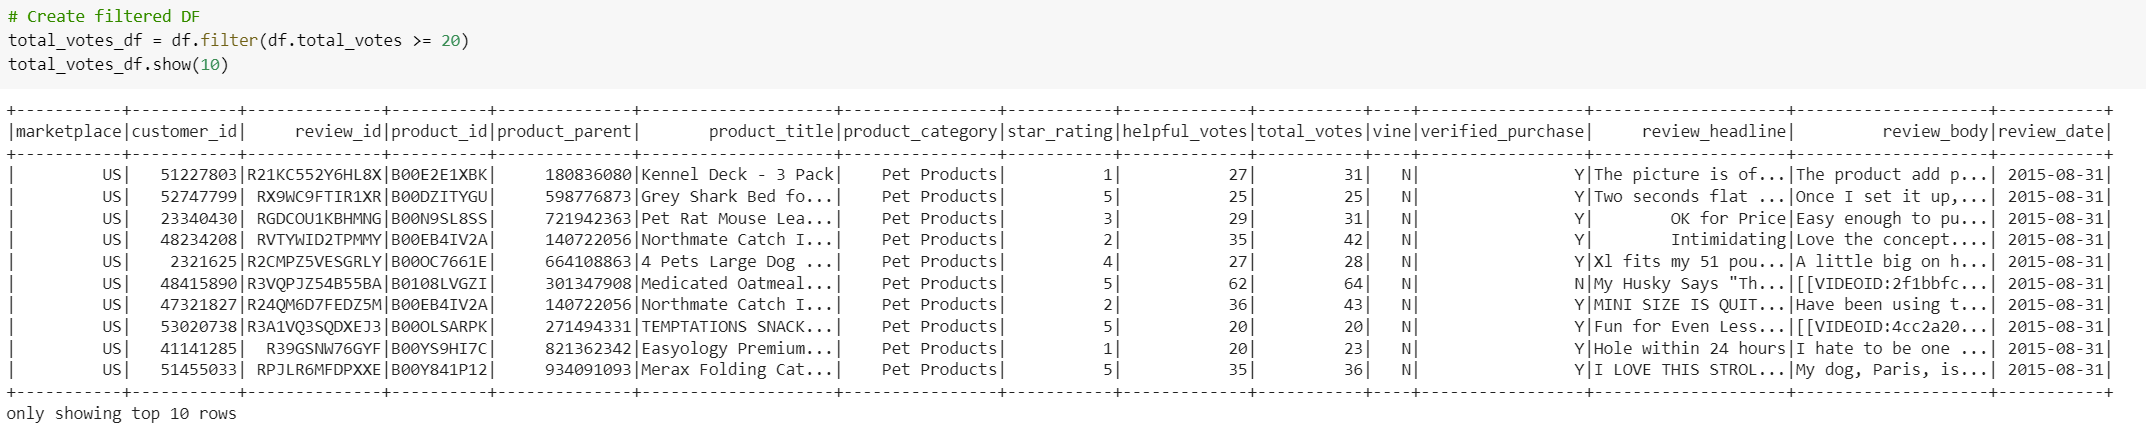 # Create filtered DF
total_votes_df = df.filter(df.total_votes >= 20)
total_votes_df.show(10)
+-----------+-----------+--------------+----------+--------------+--------------------+----------------+-----------+-------------+-----------+----+-----------------+--------------------+--------------------+-----------+
|marketplace|customer_id|     review_id|product_id|product_parent|       product_title|product_category|star_rating|helpful_votes|total_votes|vine|verified_purchase|     review_headline|         review_body|review_date|
+-----------+-----------+--------------+----------+--------------+--------------------+----------------+-----------+-------------+-----------+----+-----------------+--------------------+--------------------+-----------+
|         US|   51227803|R21KC552Y6HL8X|B00E2E1XBK|     180836080|Kennel Deck - 3 Pack|    Pet Products|          1|           27|         31|   N|                Y|The picture is of...|The product add p...| 2015-08-31|
|         US|   52747799| RX9WC9FTIR1XR|B00DZITYGU|     598776873|Grey Shark Bed fo...|    Pet Products|          5|           25|         25|   N|                Y|Two seconds flat ...|Once I set it up,...| 2015-08-31|
|         US|   23340430| RGDCOU1KBHMNG|B00N9SL8SS|     721942363|Pet Rat Mouse Lea...|    Pet Products|          3|           29|         31|   N|                Y|        OK for Price|Easy enough to pu...| 2015-08-31|
|         US|   48234208| RVTYWID2TPMMY|B00EB4IV2A|     140722056|Northmate Catch I...|    Pet Products|          2|           35|         42|   N|                Y|        Intimidating|Love the concept....| 2015-08-31|
|         US|    2321625|R2CMPZ5VESGRLY|B00OC7661E|     664108863|4 Pets Large Dog ...|    Pet Products|          4|           27|         28|   N|                Y|Xl fits my 51 pou...|A little big on h...| 2015-08-31|
|         US|   48415890|R3VQPJZ54B55BA|B0108LVGZI|     301347908|Medicated Oatmeal...|    Pet Products|          5|           62|         64|   N|                N|My Husky Says "Th...|[[VIDEOID:2f1bbfc...| 2015-08-31|
|         US|   47321827|R24QM6D7FEDZ5M|B00EB4IV2A|     140722056|Northmate Catch I...|    Pet Products|          2|           36|         43|   N|                Y|MINI SIZE IS QUIT...|Have been using t...| 2015-08-31|
|         US|   53020738|R3A1VQ3SQDXEJ3|B00OLSARPK|     271494331|TEMPTATIONS SNACK...|    Pet Products|          5|           20|         20|   N|                Y|Fun for Even Less...|[[VIDEOID:4cc2a20...| 2015-08-31|
|         US|   41141285|  R39GSNW76GYF|B00YS9HI7C|     821362342|Easyology Premium...|    Pet Products|          1|           20|         23|   N|                Y|Hole within 24 hours|I hate to be one ...| 2015-08-31|
|         US|   51455033| RPJLR6MFDPXXE|B00Y841P12|     934091093|Merax Folding Cat...|    Pet Products|          5|           35|         36|   N|                Y|I LOVE THIS STROL...|My dog, Paris, is...| 2015-08-31|
+-----------+-----------+--------------+----------+--------------+--------------------+----------------+-----------+-------------+-----------+----+-----------------+--------------------+--------------------+-----------+
only showing top 10 rows